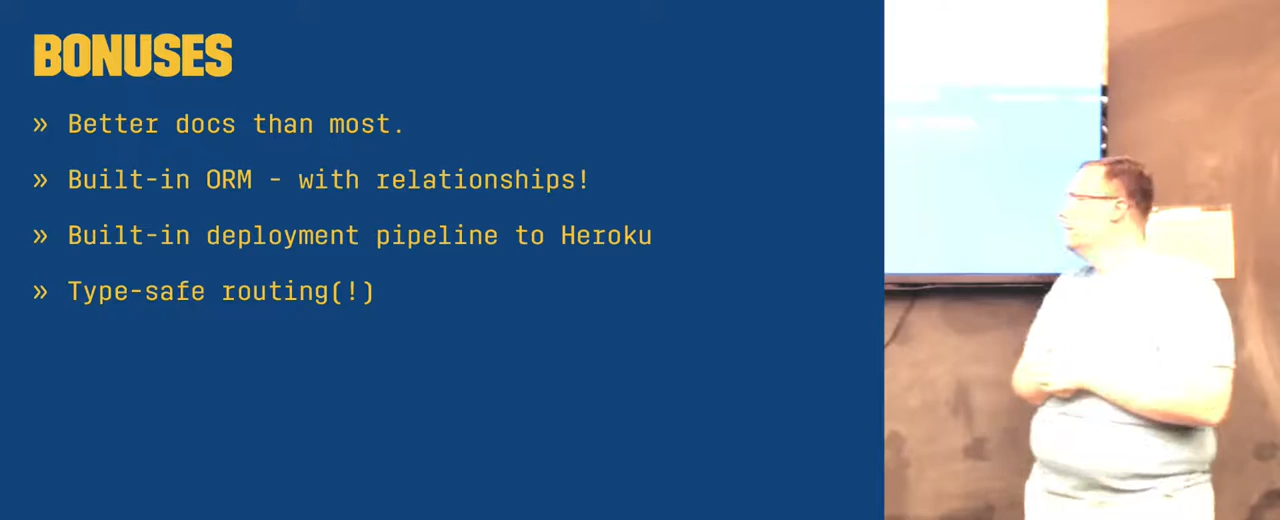 BONUSES
» Better docs than most.
» Built-in ORM - with relationships!
» Built-in deployment pipeline to Heroku
» Type-safe routing(!)